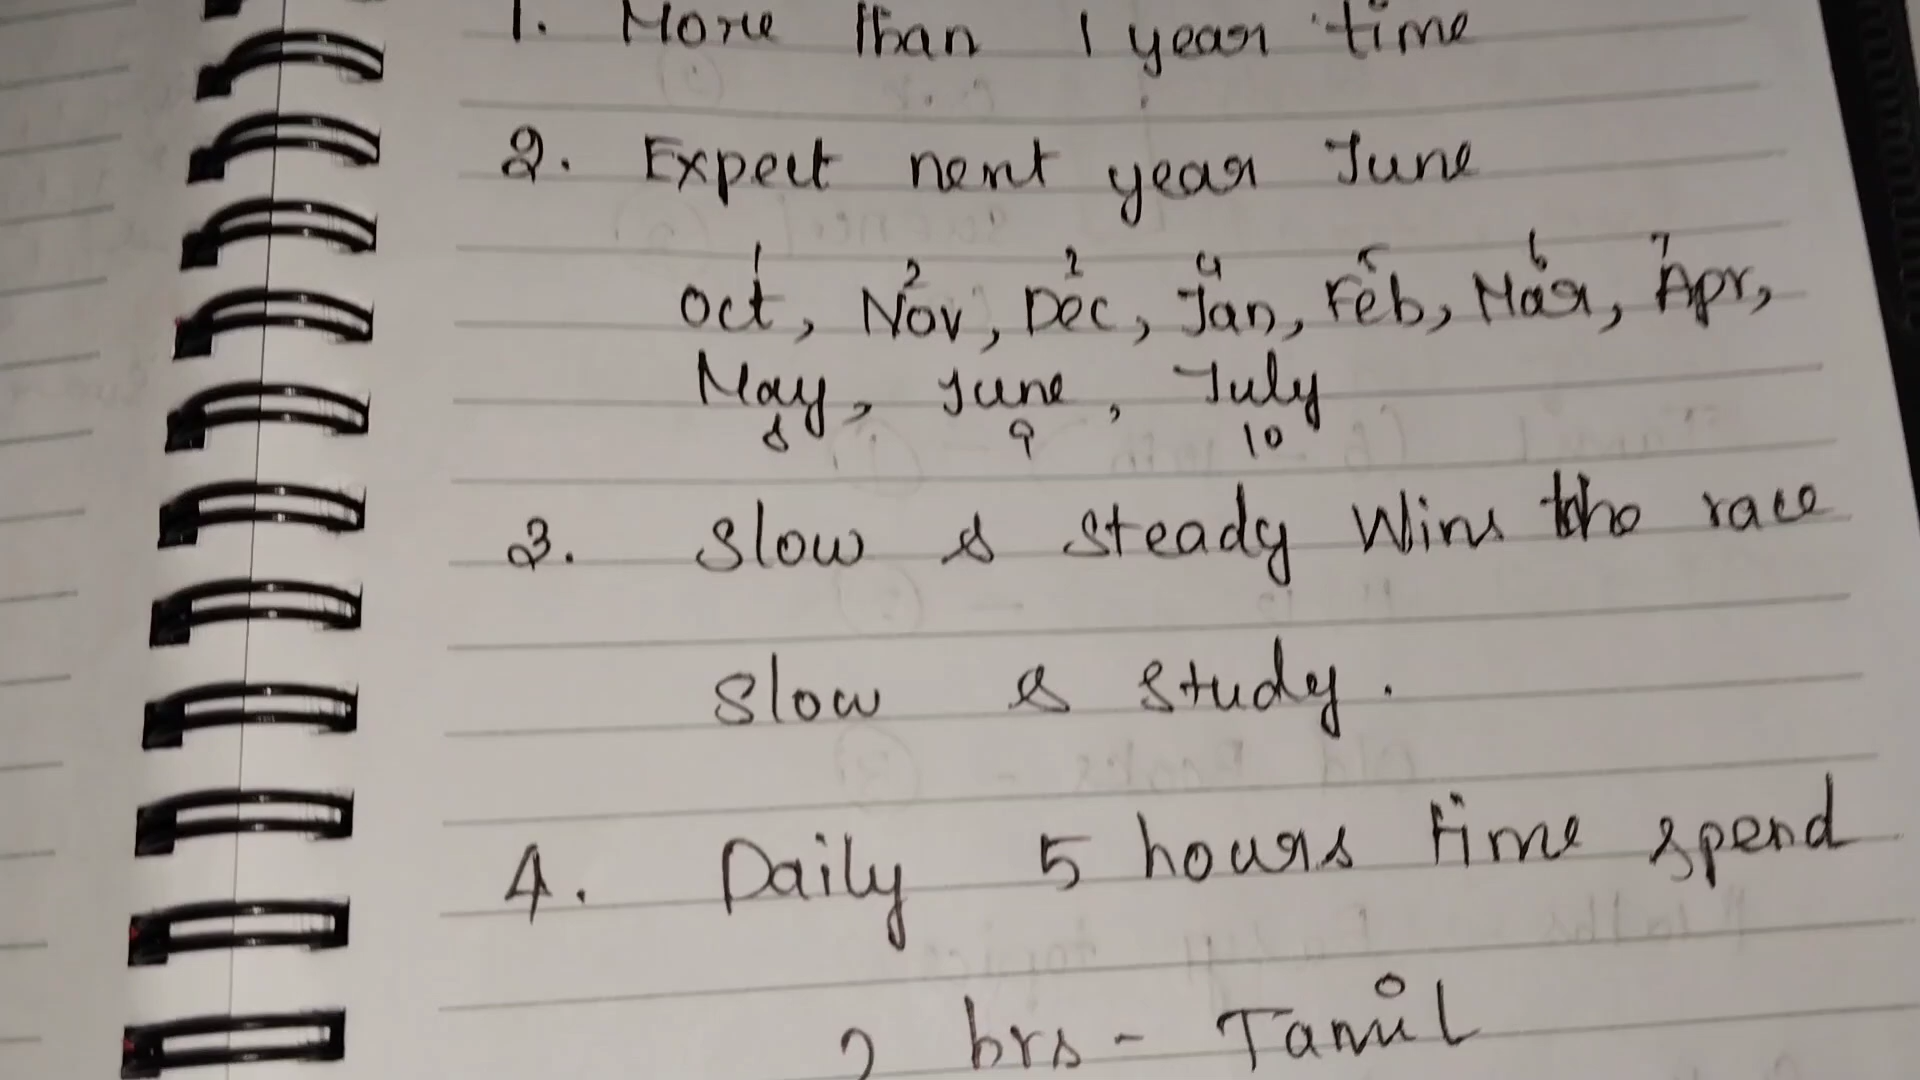 1. More than 1 year time
2. Expect next year June
1 2 3 4 5 6 7
Oct, Nov, Dec, Jan, Feb, Mar, Apr,
May, June, July
8 9 10
3. Slow & Steady Wins the race
Slow & Study.
4. Daily 5 hours time spend
2 hrs - Tamil